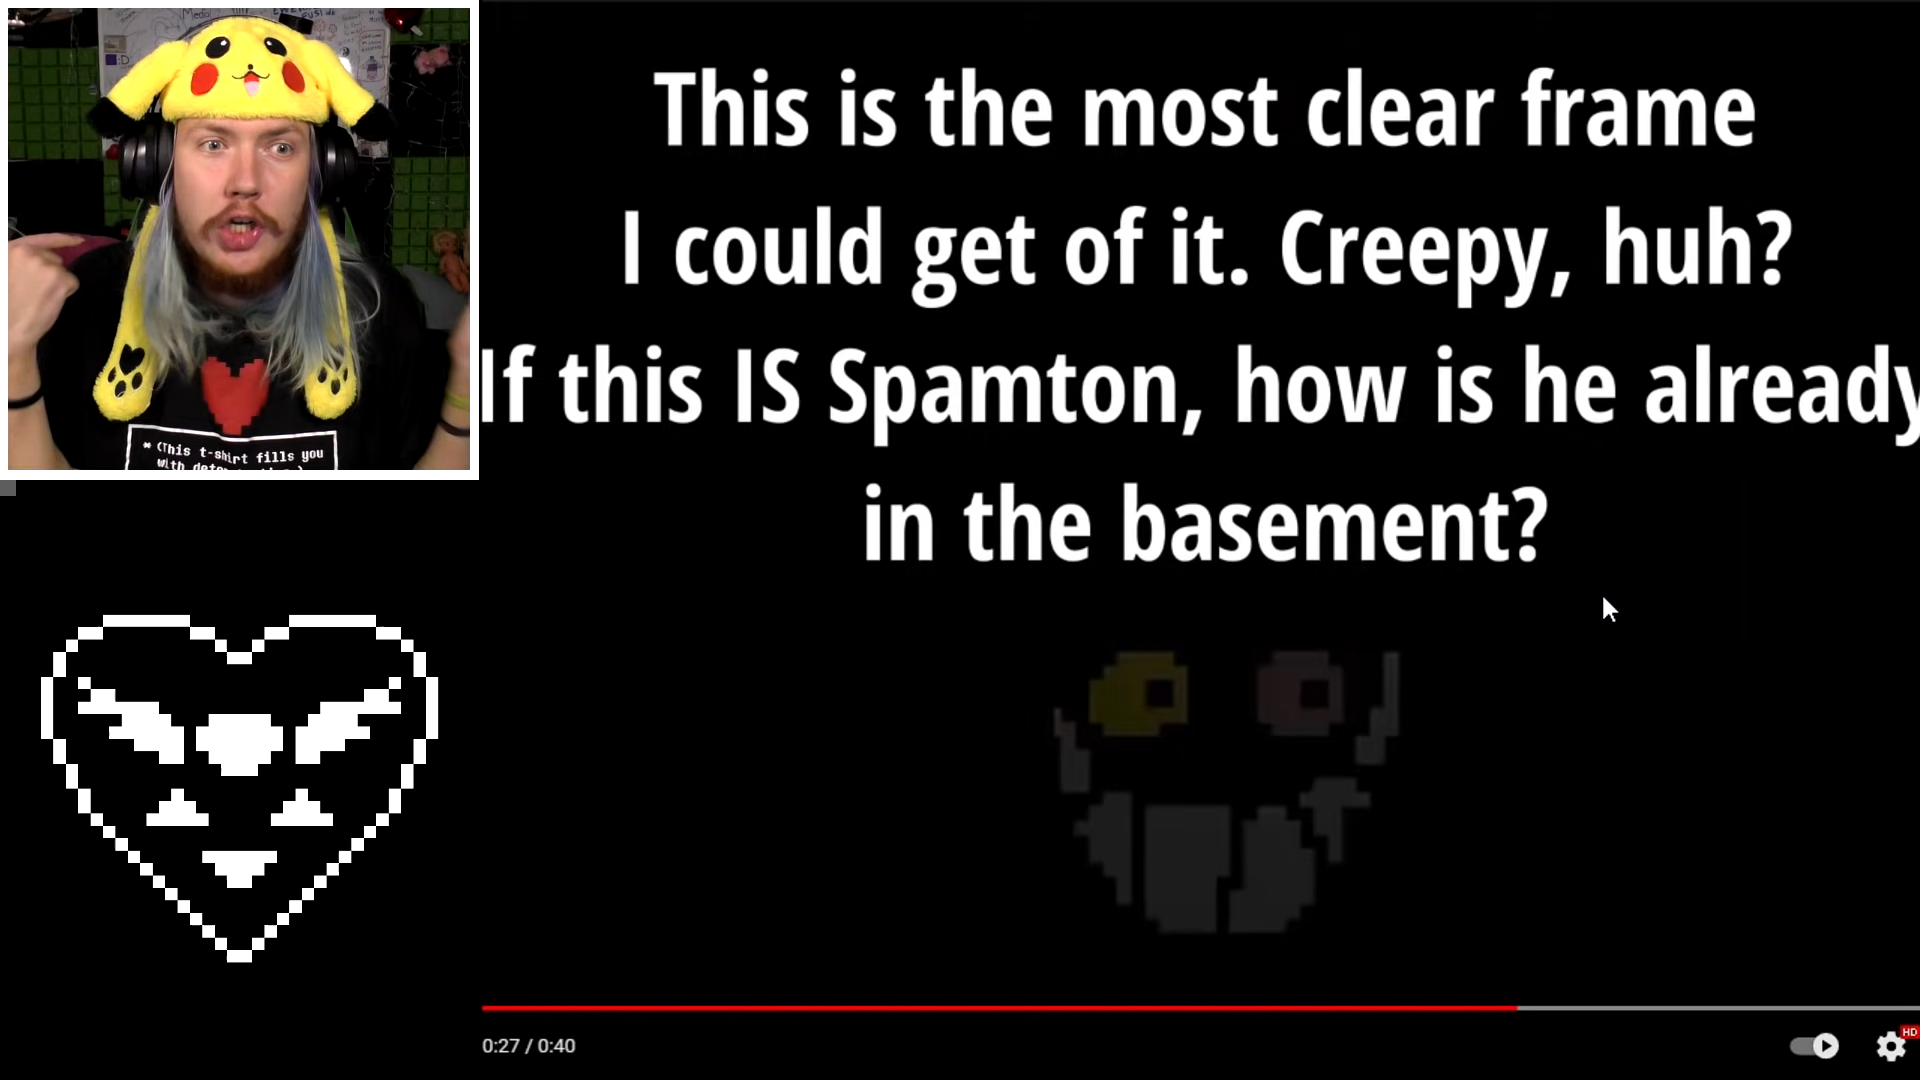 This is the most clear frame
I could get of it. Creepy, huh?
If this IS Spamton, how is he already
in the basement?
* (This t-shirt fills you
0:27 / 0:40
HD